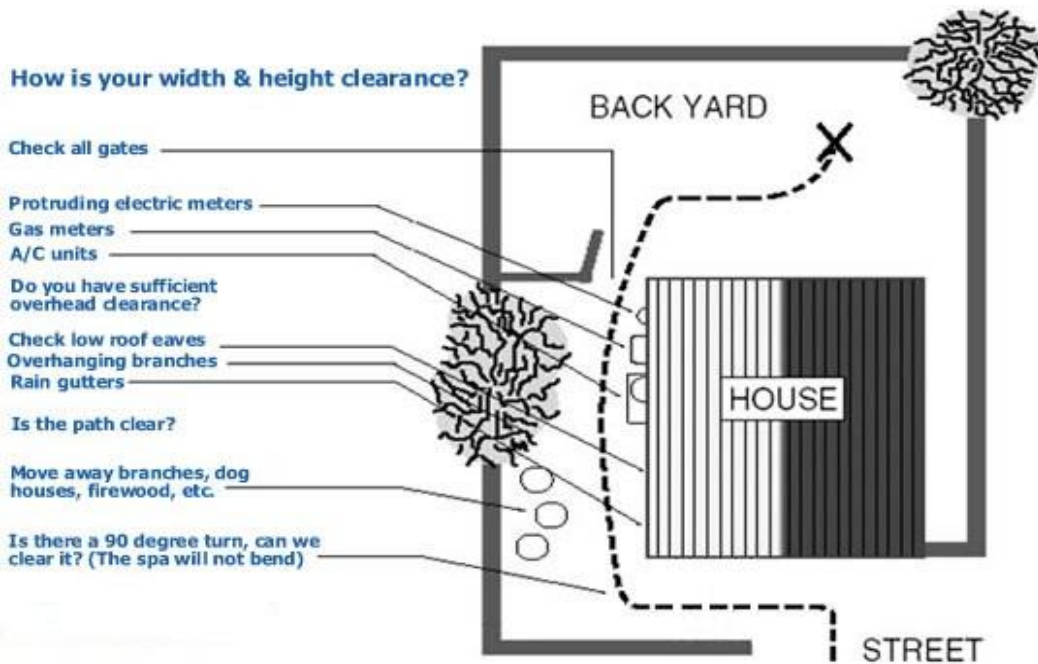 How is your width & height clearance?
BACK YARD
Check all gates
Protruding electric meters
Gas meters
A/C units
Do you have sufficient
overhead clearance?
Check low roof eaves
Overhanging branches
Rain gutters
HOUSE
Is the path clear?
Move away branches, dog
houses, firewood, etc.
Is there a 90 degree turn, can we
clear it? (The spa will not bend)
STREET